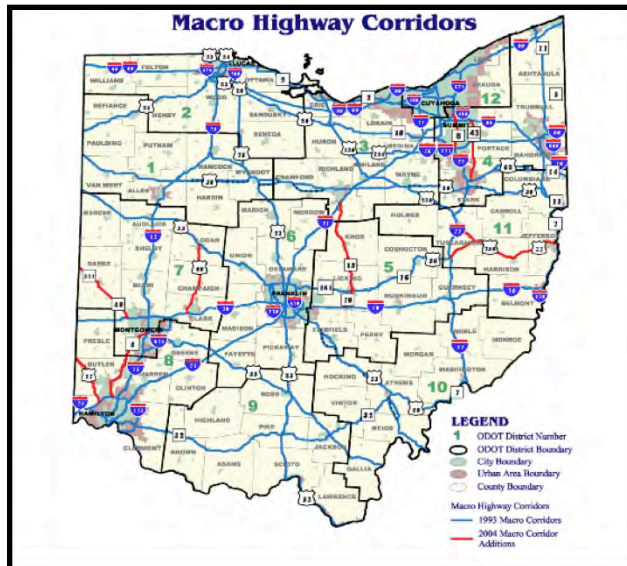 Macro Highway Corridors
FULTON
LUCAS
WILLIAMS
OTTAWA
WOOD
DEFIANCE
HENRY
SANDUSKY
ERIE
LORAIN
CUYAHOGA
GEAUGA
ASHTABULA
TRUMBULL
12
2
PAULDING
PUTNAM
SENECA
HURON
3
MEDINA
SUMMIT
8
43
PORTAGE
MAHONING
HANCOCK
1
VAN WERT
ALLEN
WYANDOT
CRAWFORD
RICHLAND
ASHLAND
WAYNE
4
STARK
COLUMBIANA
HARDIN
MERCER
AUGLAIZE
MARION
MORROW
HOLMES
CARROLL
11
SHELBY
LOGAN
6
KNOX
COSHOCTON
TUSCARAWAS
JEFFERSON
DARKE
UNION
DELAWARE
HARRISON
7
MIAMI
CHAMPAIGN
LICKING
5
GUERNSEY
BELMONT
CLARK
FRANKLIN
MUSKINGUM
MONTGOMERY
MADISON
FAIRFIELD
PERRY
NOBLE
MONROE
PREBLE
GREENE
FAYETTE
PICKAWAY
MORGAN
BUTLER
WARREN
8
CLINTON
HOCKING
ATHENS
WASHINGTON
ROSS
VINTON
10
HAMILTON
HIGHLAND
9
MEIGS
CLERMONT
PIKE
JACKSON
BROWN
ADAMS
SCIOTO
GALLIA
LAWRENCE
LEGEND
1 ODOT District Number
ODOT District Boundary
City Boundary
Urban Area Boundary
County Boundary
Macro Highway Corridors
1993 Macro Corridors
2004 Macro Corridor
Additions